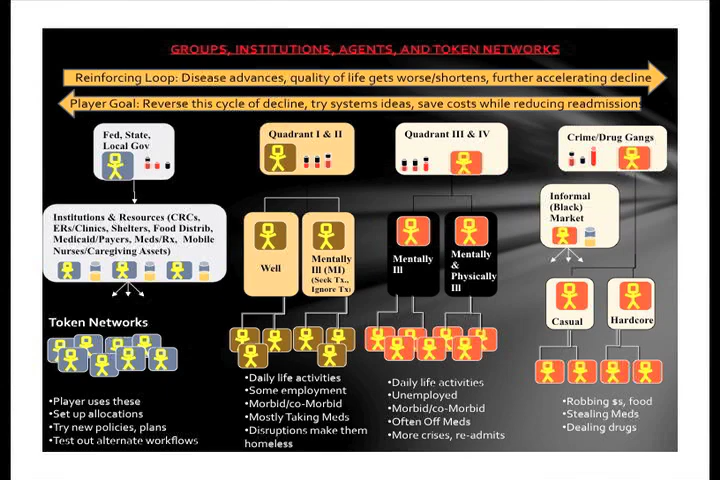 GROUPS, INSTITUTIONS, AGENTS, AND TOKEN NETWORKS
Reinforcing Loop: Disease advances, quality of life gets worse/shortens, further accelerating decline
Player Goal: Reverse this cycle of decline, try systems ideas, save costs while reducing readmissions
Fed, State,
Local Gov
Quadrant I & II
Quadrant III & IV
Crime/Drug Gangs
Institutions & Resources (CRCs,
ERs/Clinics, Shelters, Food Distrib,
Medicaid/Payers, Meds/Rx, Mobile
Nurses/Caregiving Assets)
Well
Mentally
Ill (MI)
(Seek Tx.,
Ignore Tx)
Mentally
Ill
Mentally
&
Physically
Ill
Informal
(Black)
Market
Casual
Hardcore
Token Networks
•Player uses these
•Set up allocations
•Try new policies, plans
•Test out alternate workflows
•Daily life activities
•Some employment
•Morbid/co-Morbid
•Mostly Taking Meds
•Disruptions make them
homeless
•Daily life activities
•Unemployed
•Morbid/co-Morbid
•Often Off Meds
•More crises, re-admits
•Robbing $s, food
•Stealing Meds
•Dealing drugs